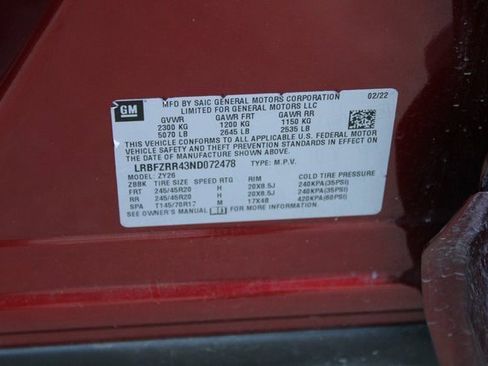 GM
MFD BY SAIC GENERAL MOTORS CORPORATION 02/22
LIMITED FOR GENERAL MOTORS LLC
GVWR GAWR FRT GAWR RR
2300 KG 1200 KG 1150 KG
5070 LB 2645 LB 2535 LB
THIS VEHICLE CONFORMS TO ALL APPLICABLE U.S. FEDERAL MOTOR
VEHICLE SAFETY AND THEFT PREVENTION STANDARDS IN EFFECT ON
THE DATE OF MANUFACTURE SHOWN ABOVE.
LRBFZRR43ND072478 TYPE: M.P.V.
MODEL: ZY26
ZBBK TIRE SIZE SPEED RTG RIM COLD TIRE PRESSURE
FRT 245/45R20 H 20X8.5J 240KPA(35PSI)
RR 245/45R20 H 20X8.5J 240KPA(35PSI)
SPA T145/70R17 M 17X4B 420KPA(60PSI)
SEE OWNER'S MANUAL FOR MORE INFORMATION.